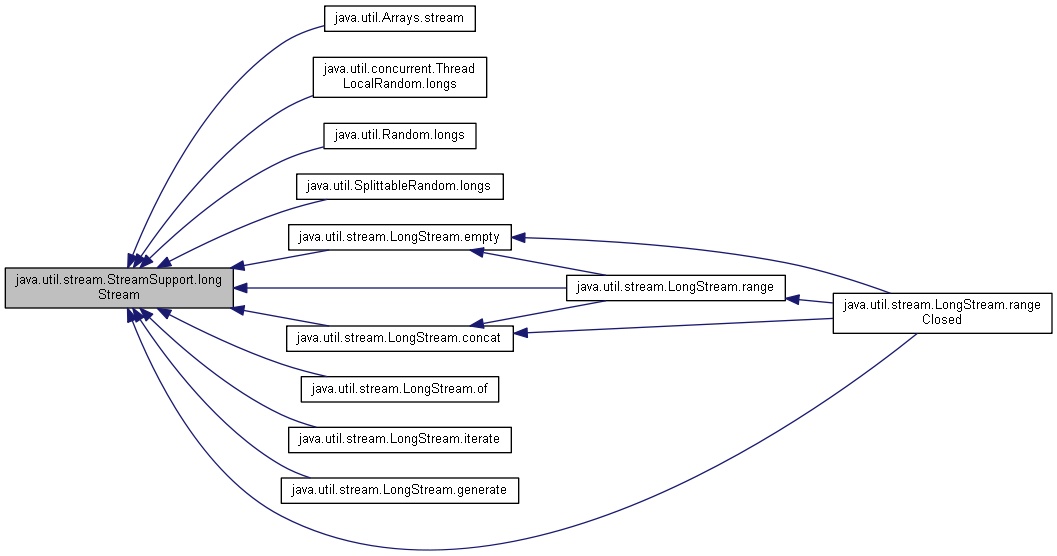 java.util.Arrays.stream
java.util.concurrent.Thread
LocalRandom.longs
java.util.Random.longs
java.util.SplittableRandom.longs
java.util.stream.LongStream.empty
java.util.stream.StreamSupport.long
Stream
java.util.stream.LongStream.range
java.util.stream.LongStream.range
Closed
java.util.stream.LongStream.concat
java.util.stream.LongStream.of
java.util.stream.LongStream.iterate
java.util.stream.LongStream.generate